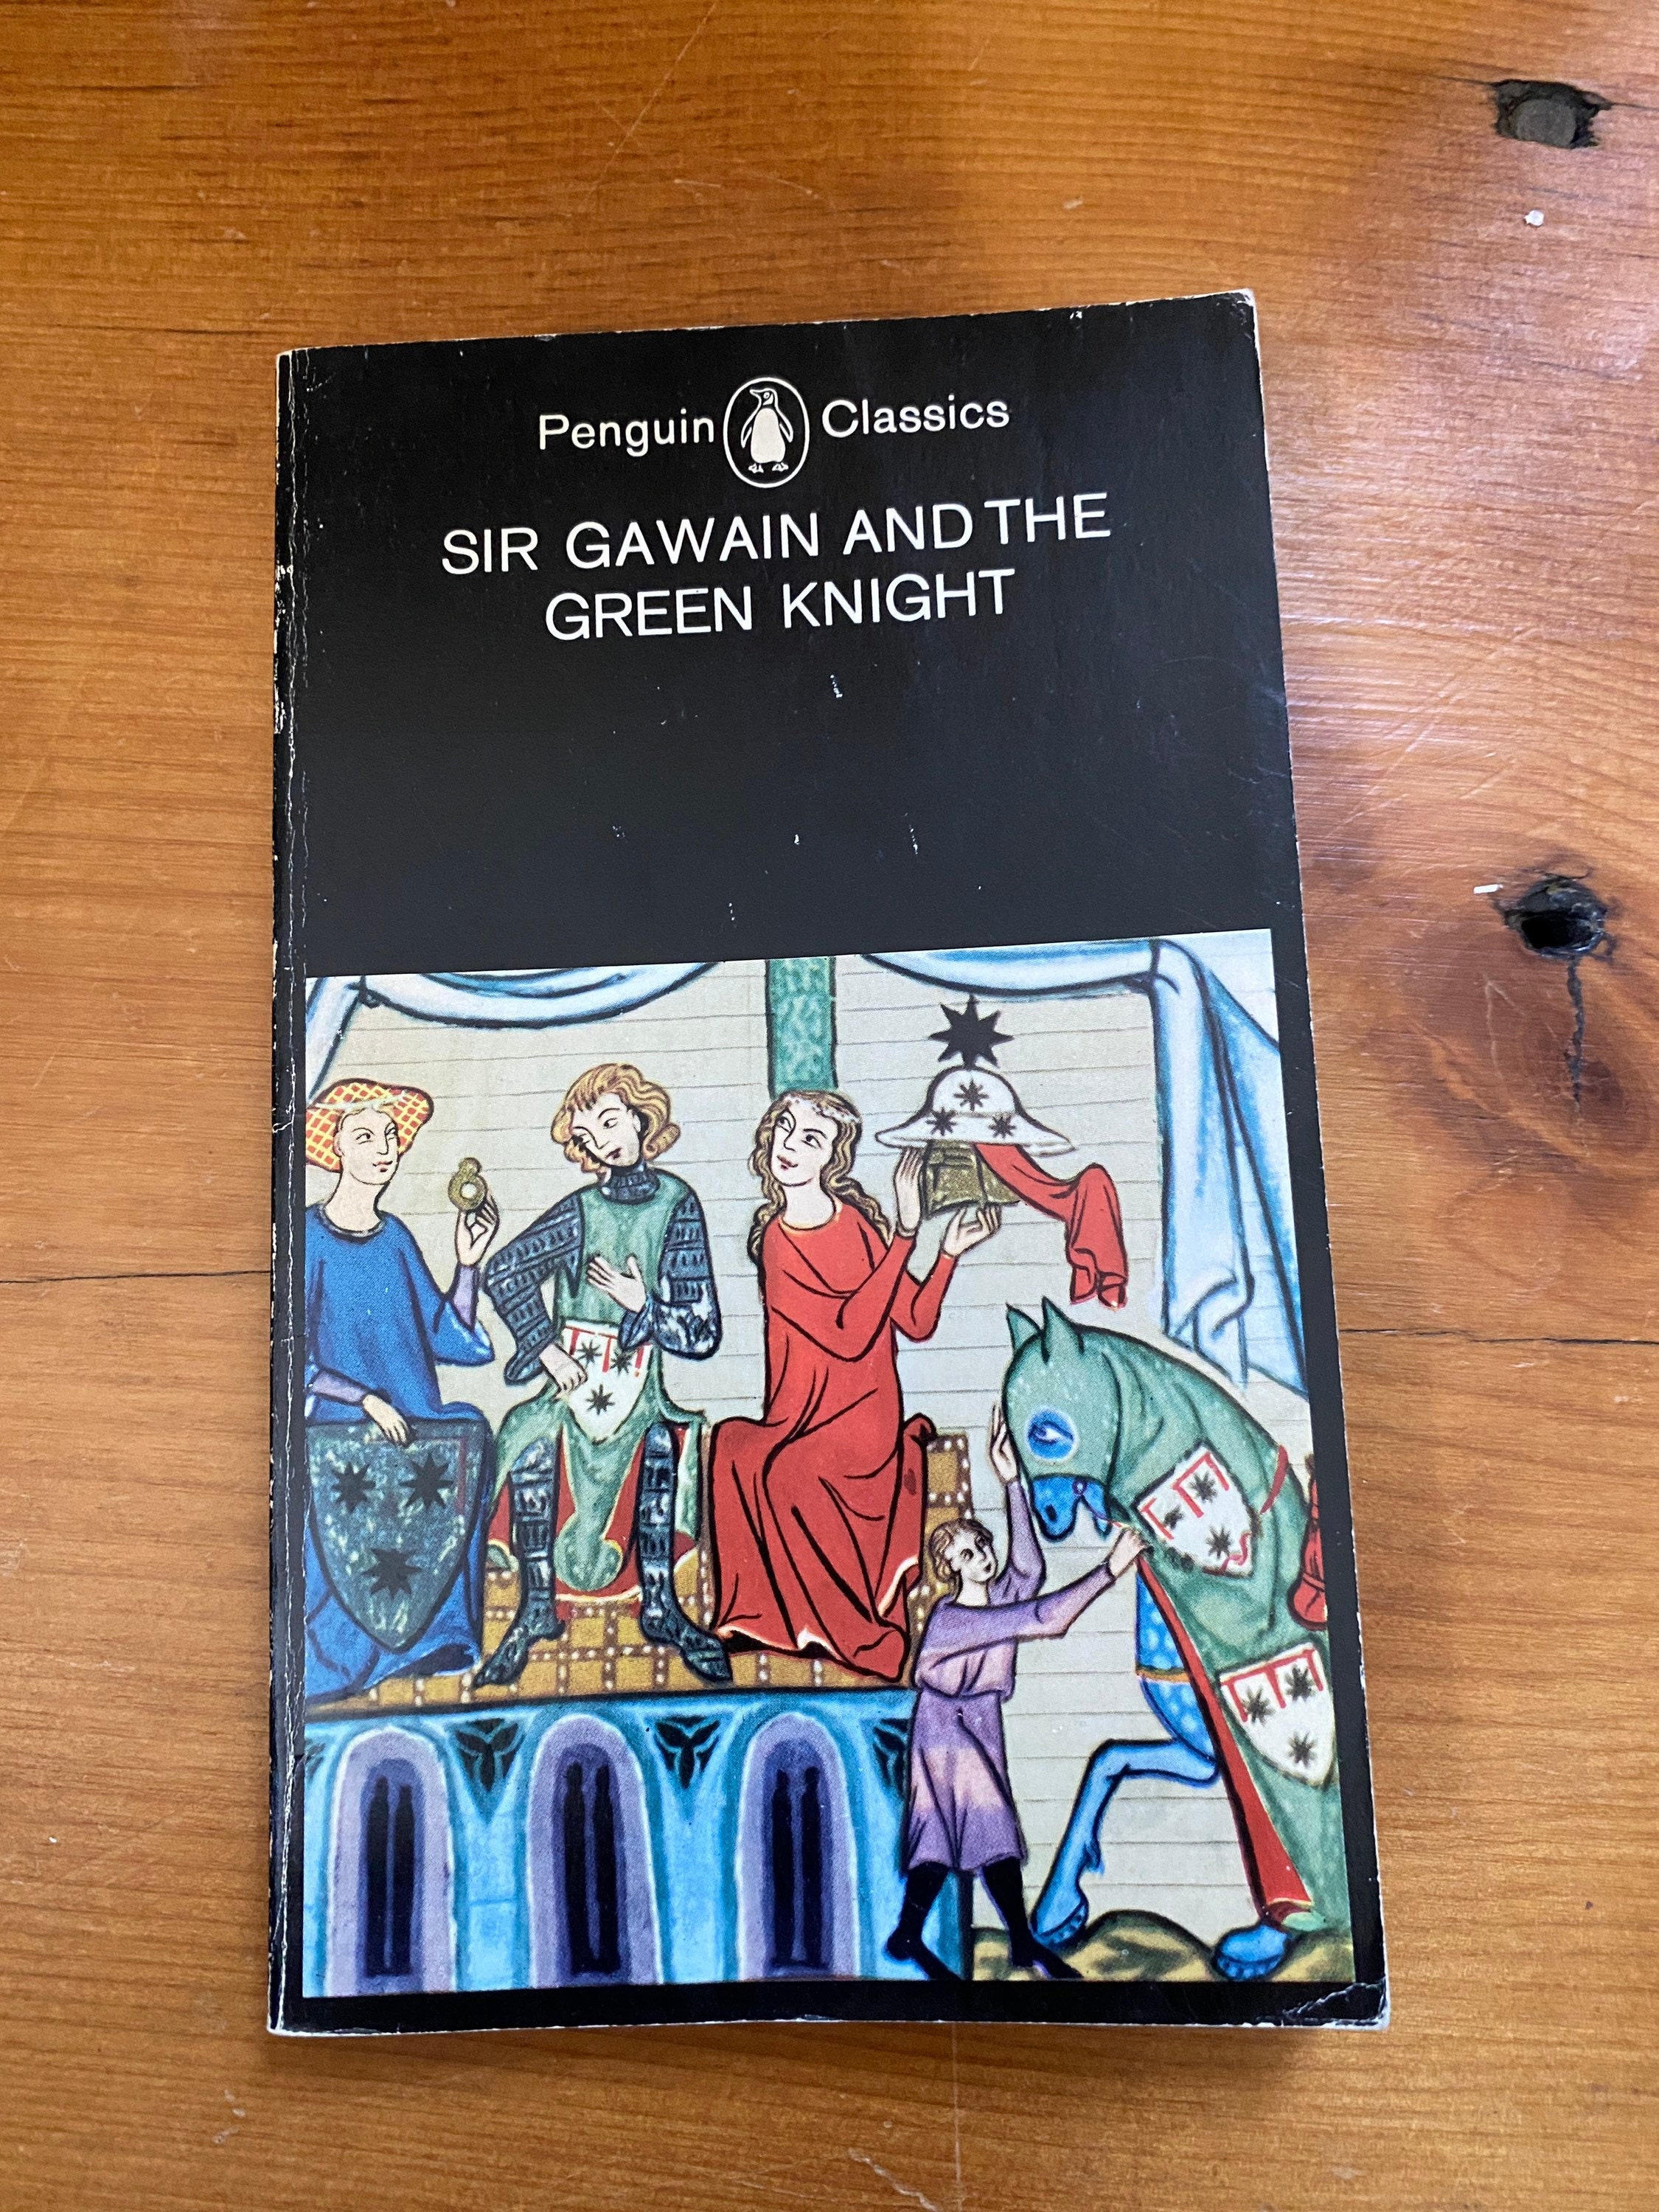 Penguin Classics
SIR GAWAIN AND THE
GREEN KNIGHT